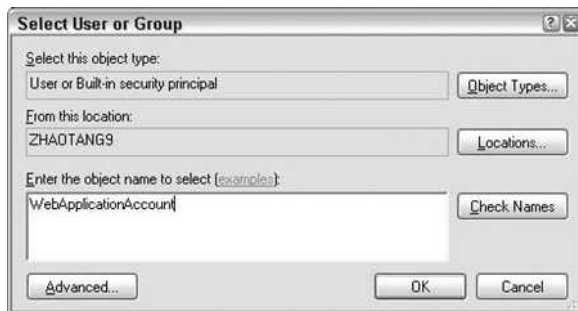 Select User or Group
Select this object type:
User or Built-in security principal
Object Types...
From this location:
ZHAOTANG9
Locations...
Enter the object name to select (examples):
WebApplicationAccount
Check Names
Advanced...
OK
Cancel